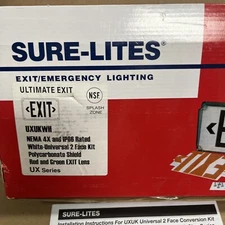 SURE-LITES®
EXIT/EMERGENCY LIGHTING
ULTIMATE EXIT
NSF
SPLASH
ZONE
EXIT
UXUKWH
NEMA 4X and IP66 Rated
White-Universal 2 Face Kit
Polycarbonate Shield
Red and Green EXIT Lens
UX Series
SURE-LITES
Installation Instructions For UXUK Universal 2 Face Conversion Kit